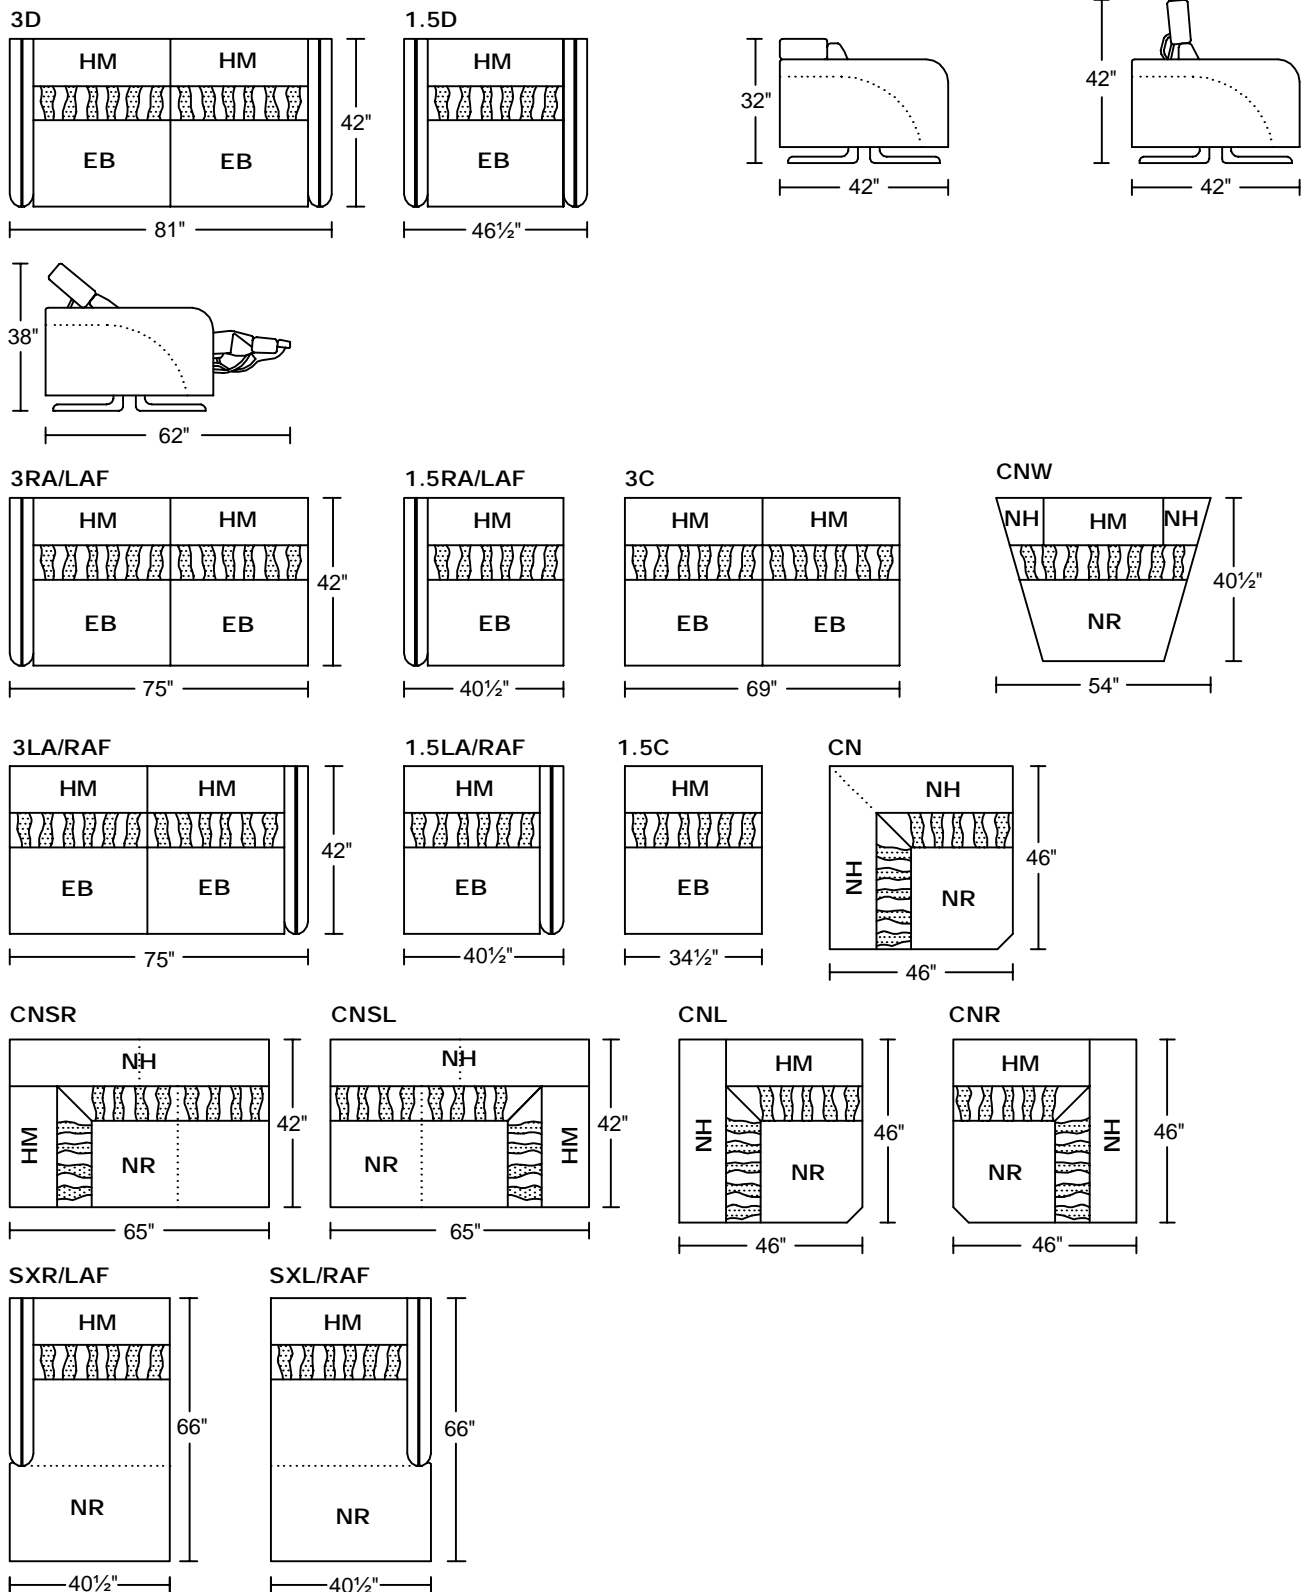 3D
1.5D
HM HM
HM
EB EB
EB
42"
32"
42"
81"
46½"
42"
42"
38"
62"
3RA/LAF
1.5RA/LAF
3C
CNW
HM HM
HM
HM HM
NH HM NH
42"
40½"
EB EB
EB
EB EB
NR
75"
40½"
69"
54"
3LA/RAF
1.5LA/RAF
1.5C
CN
HM HM
HM
HM
NH
42"
46"
EB EB
EB
EB
NH
NR
75"
40½"
34½"
46"
CNSR
CNSL
CNL
CNR
NH
NH
HM
HM
42"
42"
46"
46"
HM
NR
NR
HM
NH
NR
NR
NH
65"
65"
46"
46"
SXR/LAF
SXL/RAF
HM
HM
66"
66"
NR
NR
40½"
40½"